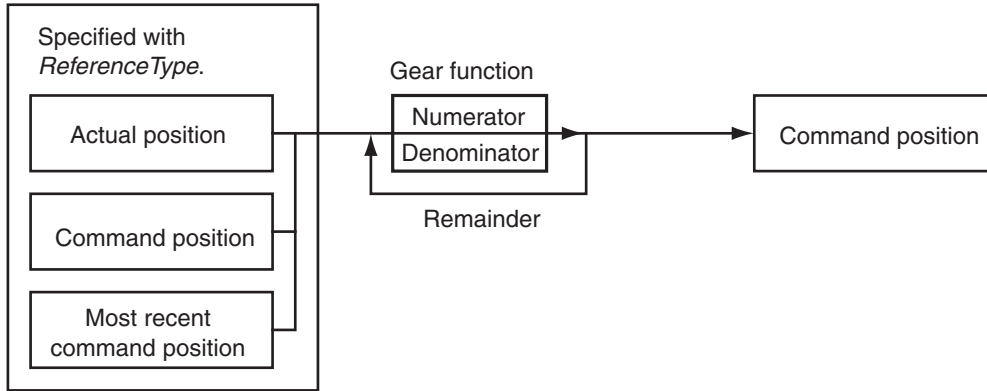 Specified with
ReferenceType.
Actual position
Command position
Most recent
command position
Gear function
Numerator
Denominator
Remainder
Command position